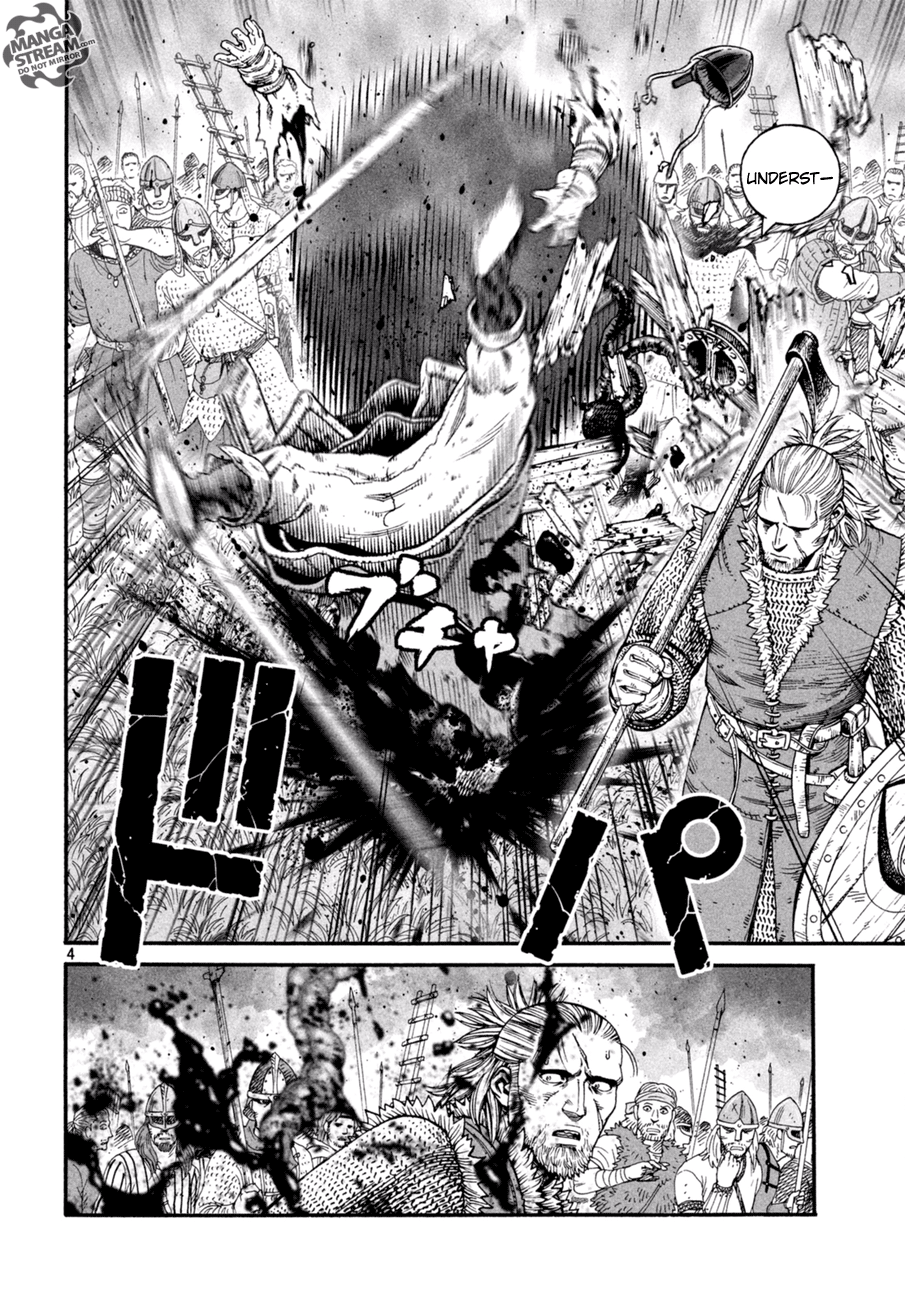 MANGA
STREAM.com
DO NOT MIRROR!
UNDERST—
ブチャ
ドパ
4